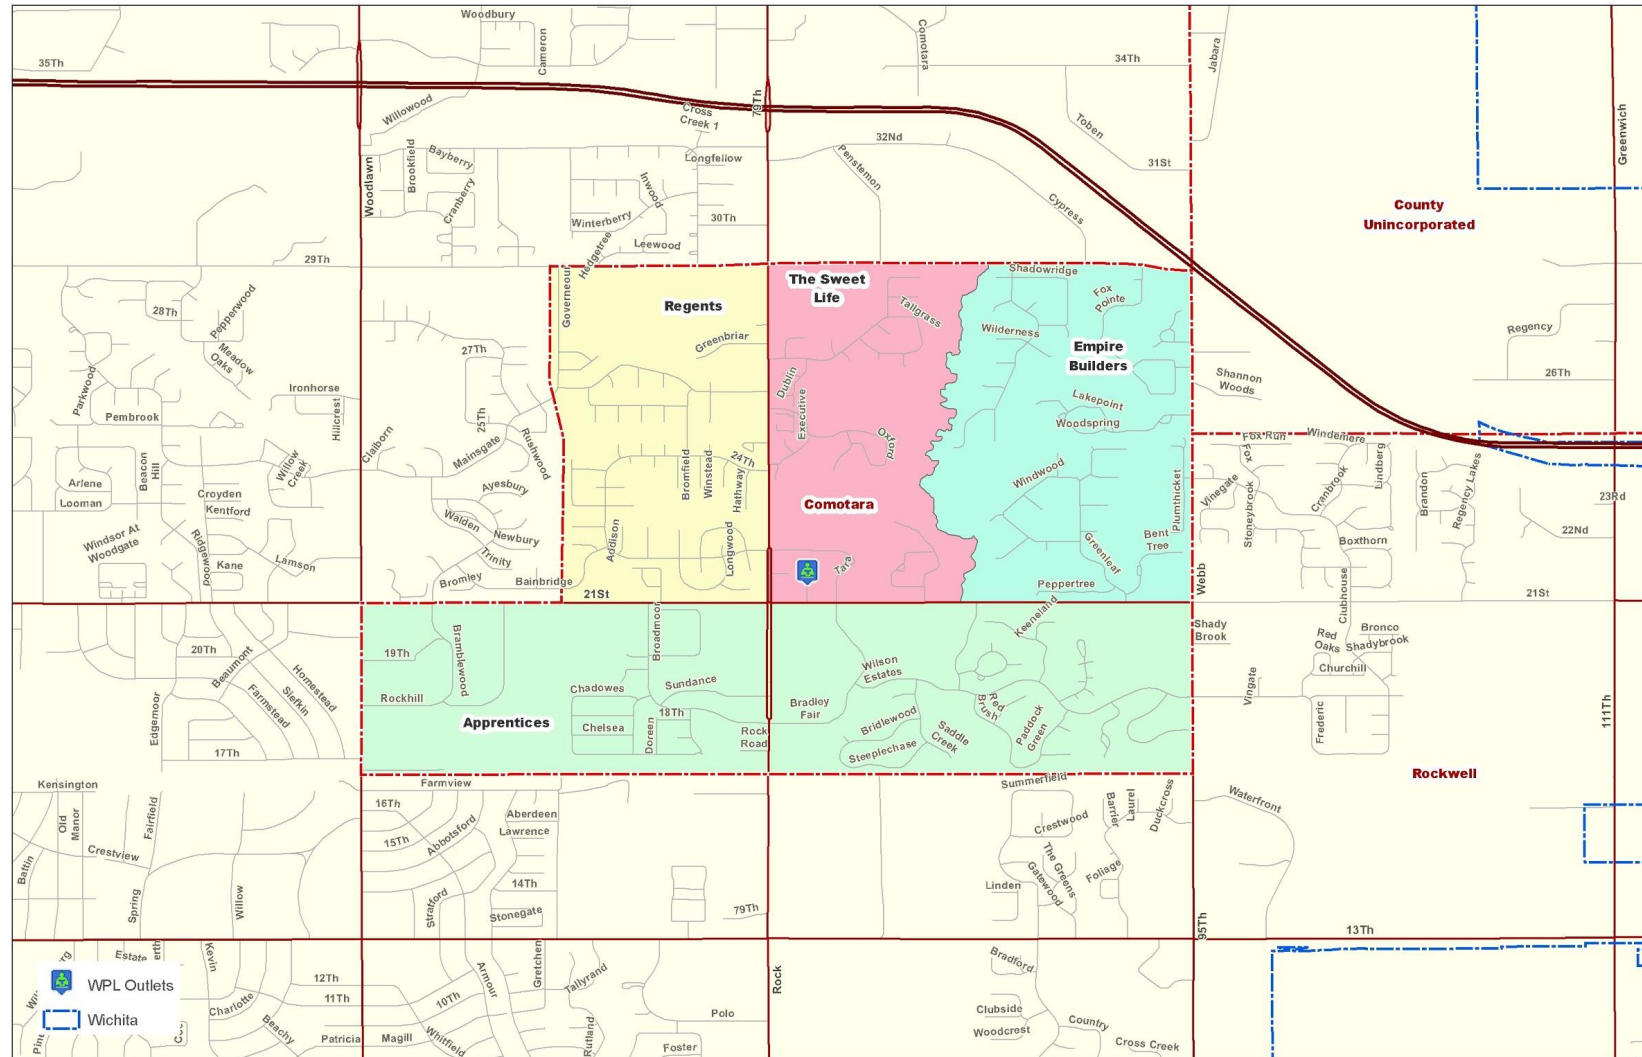 Woodbury
Cameron
Comotara
34Th
Jabara
35Th
79Th
Willowood
Cross
Creek 1
Toben
32Nd
31St
Greenwich
Woodlawn
Brookfield
Bayberry
Cranberry
Longfellow
Inwood
Penstemon
Cypress
Winterberry
30Th
Leewood
Hedgetree
County
Unincorporated
29Th
Governeour
Regents
The Sweet
Life
Tallgrass
Shadowridge
Fox
Pointe
Wilderness
Empire
Builders
28Th
Pepperwood
Meadow
Oaks
27Th
Greenbriar
Regency
26Th
Shannon
Woods
Parkwood
Pembrook
Ironhorse
Hillcrest
Dublin
Executive
Lakepoint
Woodspring
25Th
Claiborn
Mainsgate
Rushwood
Oxford
Fox Run
Windemere
Fox
Lindberg
Arlene
Looman
Beacon
Hill
Willow
Creek
Croyden
Kentford
Ayesbury
Bromfield
Winstead
24Th
Hathway
Windwood
Plumthicket
Vinegate
Stoneybrook
Cranbrook
Brandon
Regency Lakes
23Rd
22Nd
Windsor At
Woodgate
Ridgewood
Kane
Lamson
Walden
Newbury
Trinity
Bromley
Bainbridge
Addison
Longwood
Comotara
Tara
Greenleaf
Bent
Tree
Peppertree
Boxthorn
Clubhouse
Webb
21St
21St
20Th
Beaumont
Homestead
Slefkin
Farmstead
Edgemoor
17Th
19Th
Bramblewood
Rockhill
Apprentices
Broadmoor
Chadowes
Sundance
Chelsea
Doreen
18Th
Rock
Road
Bradley
Fair
Wilson
Estates
Keeneland
Bridlewood
Steeplechase
Saddle
Creek
Red
Brush
Paddock
Green
Shady
Brook
Vingate
Red
Oaks
Bronco
Shadybrook
Churchill
Frederic
111Th
Rockwell
Kensington
Old
Manor
Fairfield
Crestview
Battin
Spring
Willow
Farmview
16Th
15Th
Abbotsford
Aberdeen
Lawrence
14Th
Stratford
Stonegate
79Th
Summerfield
Crestwood
Barrier
Laurel
Duckcross
The Greens
Gatewood
Foliage
Linden
Waterfront
95Th
13Th
Estate
Kevin
12Th
11Th
Charlotte
Beachy
Patricia
Magill
10Th
Whitfield
Armour
Gretchen
Tallyrand
Rutland
Foster
Polo
Rock
Bradford
Clubside
Woodcrest
Country
Cross Creek
WPL Outlets
Wichita